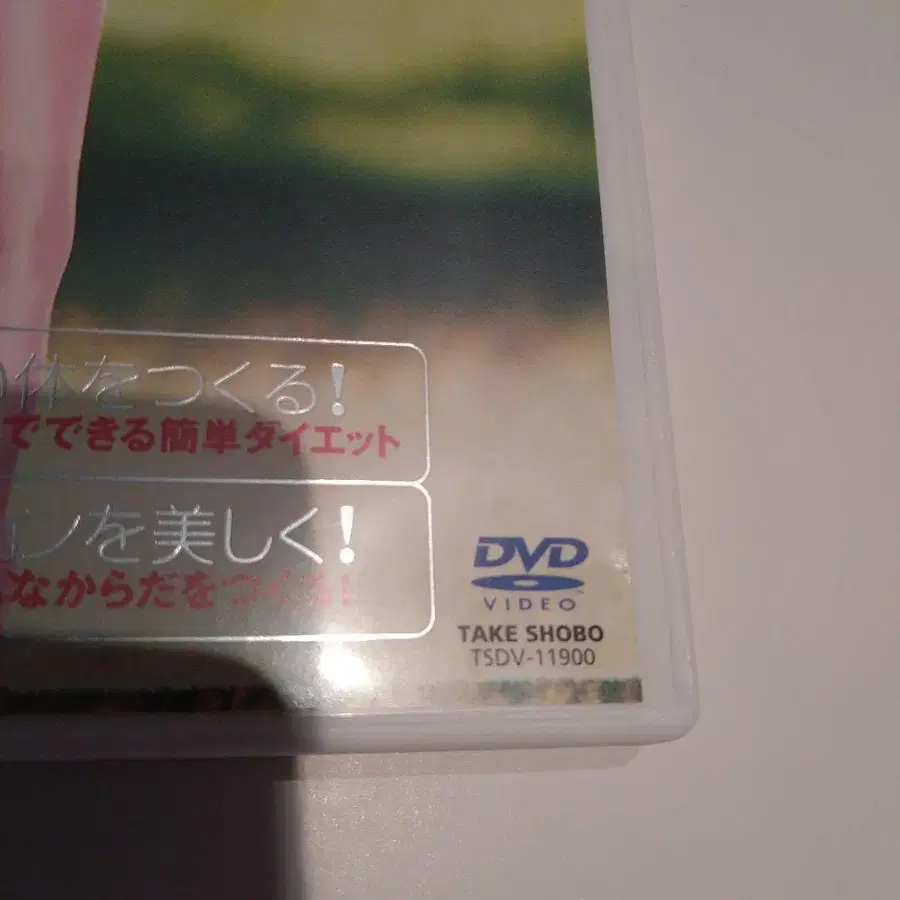 体をつくる!
でできる簡単ダイエット
ンを美しく!
なからだをつくる!
DVD
VIDEO
TAKE SHOBO
TSDV-11900